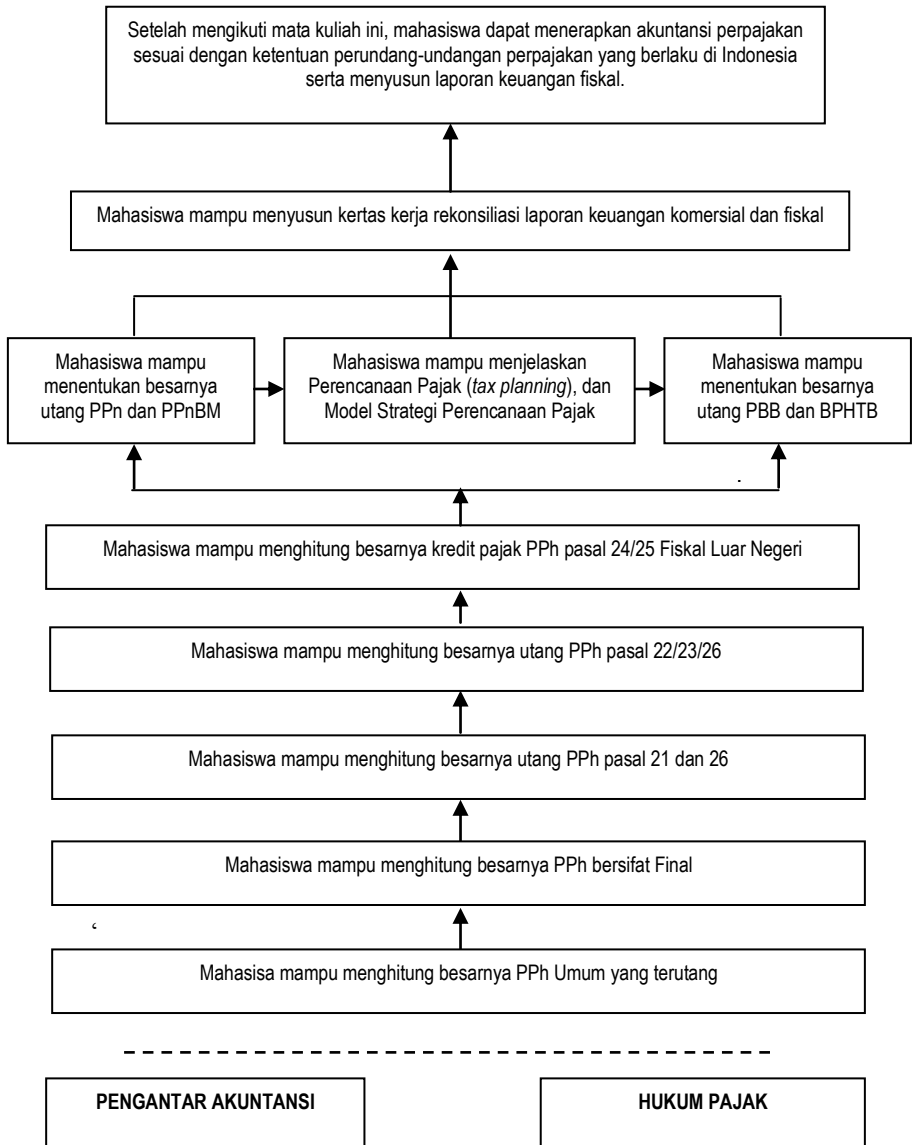 Setelah mengikuti mata kuliah ini, mahasiswa dapat menerapkan akuntansi perpajakan
sesuai dengan ketentuan perundang-undangan perpajakan yang berlaku di Indonesia
serta menyusun laporan keuangan fiskal.
Mahasiswa mampu menyusun kertas kerja rekonsiliasi laporan keuangan komersial dan fiskal
Mahasiswa mampu
menentukan besarnya
utang PPn dan PPnBM
Mahasiswa mampu menjelaskan
Perencanaan Pajak (tax planning), dan
Model Strategi Perencanaan Pajak
Mahasiswa mampu
menentukan besarnya
utang PBB dan BPHTB
Mahasiswa mampu menghitung besarnya kredit pajak PPh pasal 24/25 Fiskal Luar Negeri
Mahasiswa mampu menghitung besarnya utang PPh pasal 22/23/26
Mahasiswa mampu menghitung besarnya utang PPh pasal 21 dan 26
Mahasiswa mampu menghitung besarnya PPh bersifat Final
Mahasisa mampu menghitung besarnya PPh Umum yang terutang
PENGANTAR AKUNTANSI
HUKUM PAJAK